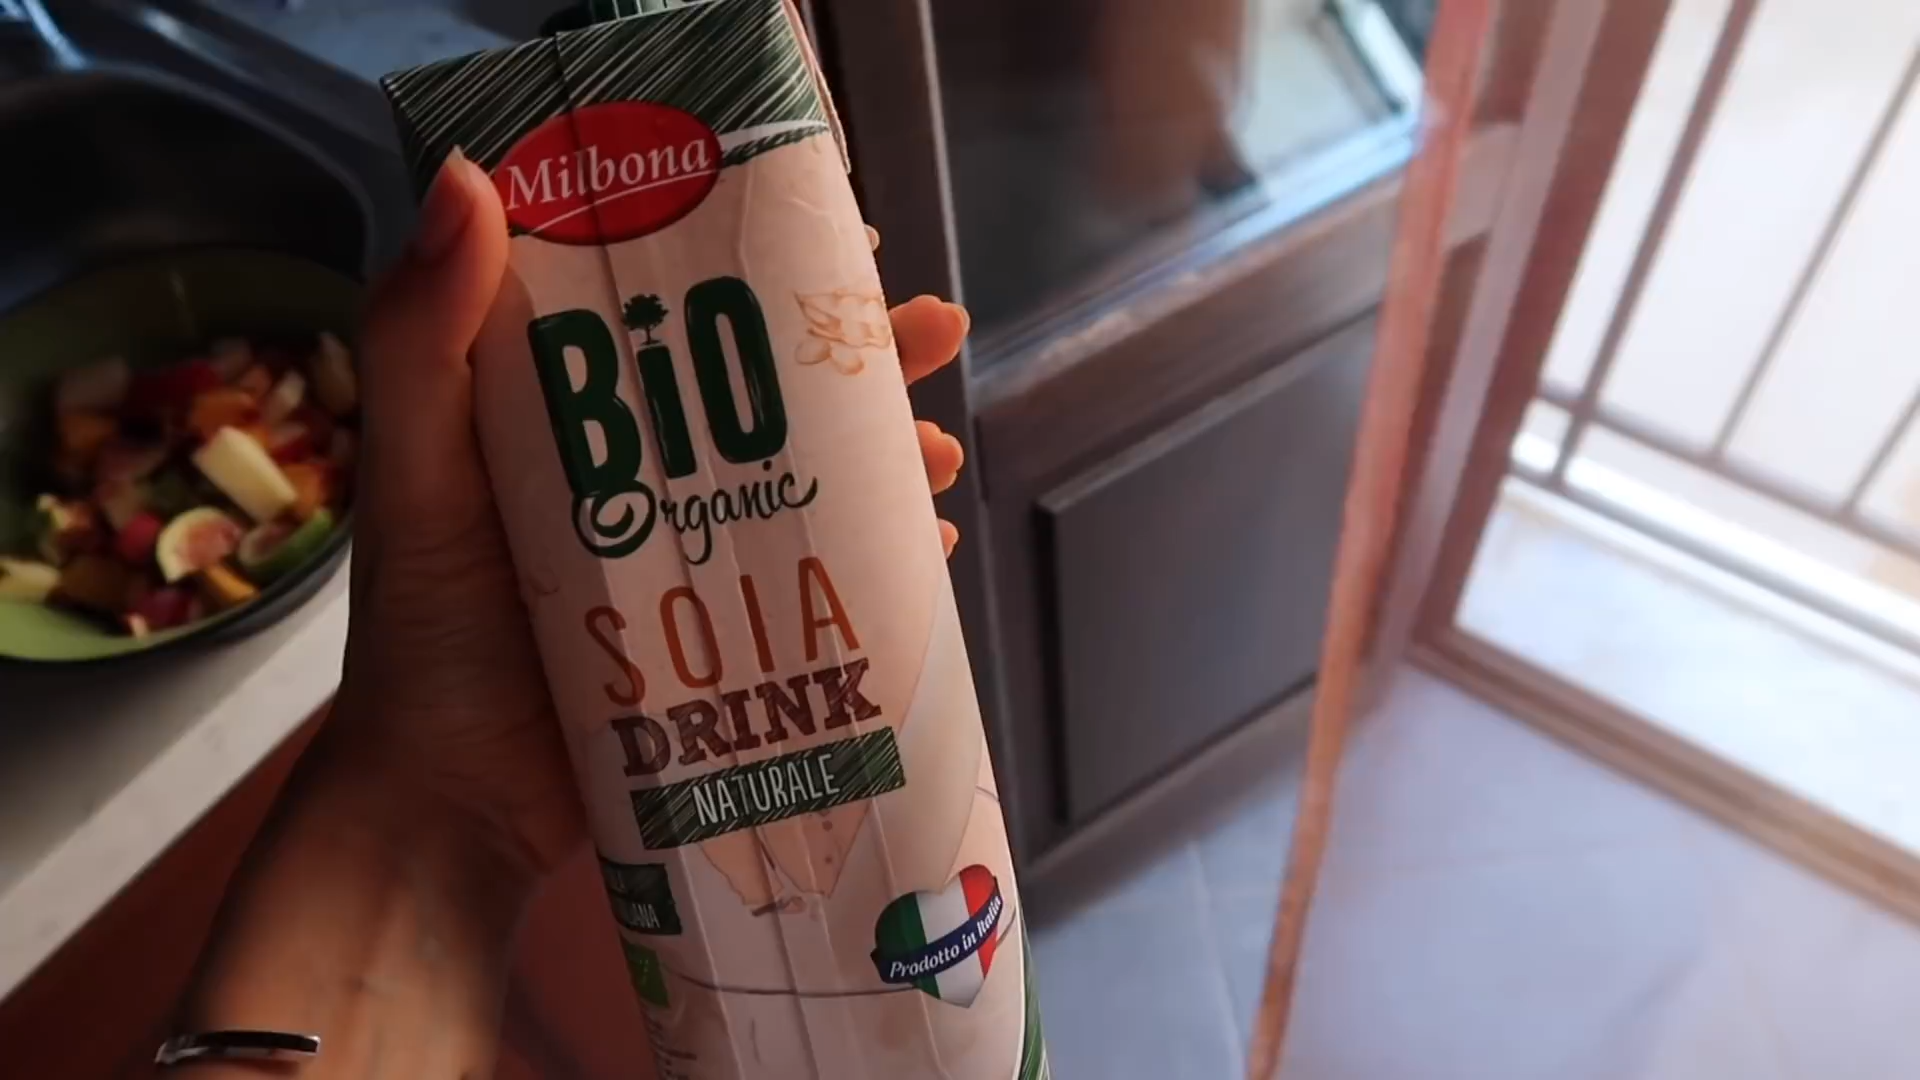 Milbona
BiO
Organic
SOIA
DRINK
NATURALE
Prodotto in Italia